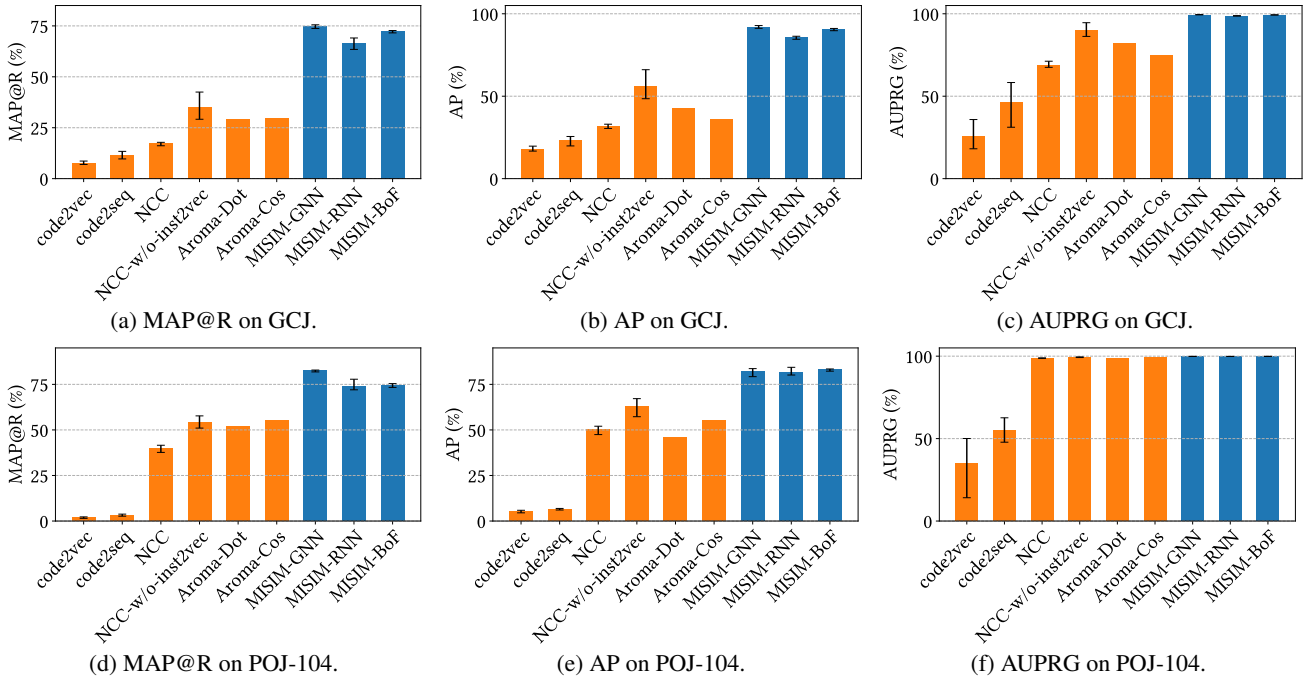 MAP@R (%)
75
50
25
0
code2vec
code2seq
NCC
NCC-w/o-inst2vec
Aroma-Dot
Aroma-Cos
MISIM-GNN
MISIM-RNN
MISIM-BoF
(a) MAP@R on GCJ.
AP (%)
100
50
0
code2vec
code2seq
NCC
NCC-w/o-inst2vec
Aroma-Dot
Aroma-Cos
MISIM-GNN
MISIM-RNN
MISIM-BoF
(b) AP on GCJ.
AUPRG (%)
100
50
0
code2vec
code2seq
NCC
NCC-w/o-inst2vec
Aroma-Dot
Aroma-Cos
MISIM-GNN
MISIM-RNN
MISIM-BoF
(c) AUPRG on GCJ.
MAP@R (%)
75
50
25
0
code2vec
code2seq
NCC
NCC-w/o-inst2vec
Aroma-Dot
Aroma-Cos
MISIM-GNN
MISIM-RNN
MISIM-BoF
(d) MAP@R on POJ-104.
AP (%)
75
50
25
0
code2vec
code2seq
NCC
NCC-w/o-inst2vec
Aroma-Dot
Aroma-Cos
MISIM-GNN
MISIM-RNN
MISIM-BoF
(e) AP on POJ-104.
AUPRG (%)
100
50
0
code2vec
code2seq
NCC
NCC-w/o-inst2vec
Aroma-Dot
Aroma-Cos
MISIM-GNN
MISIM-RNN
MISIM-BoF
(f) AUPRG on POJ-104.